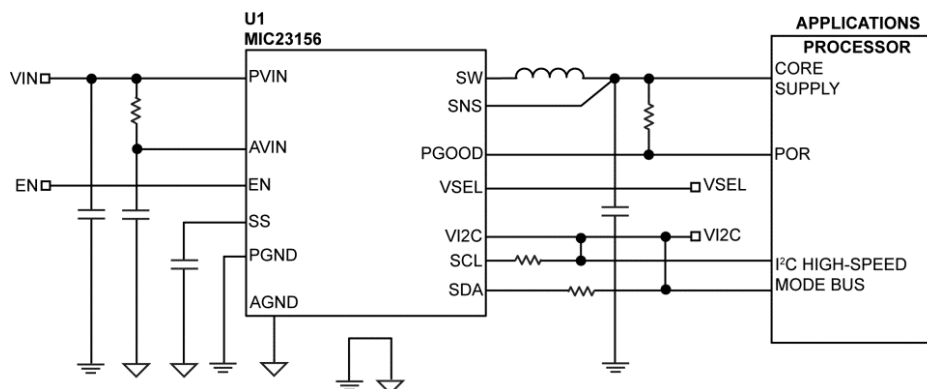 U1
MIC23156
APPLICATIONS
PROCESSOR
VIN
PVIN
SW
CORE
SUPPLY
SNS
AVIN
PGOOD
POR
EN
EN
VSEL
VSEL
SS
VI2C
VI2C
PGND
SCL
I²C HIGH-SPEED
MODE BUS
SDA
AGND